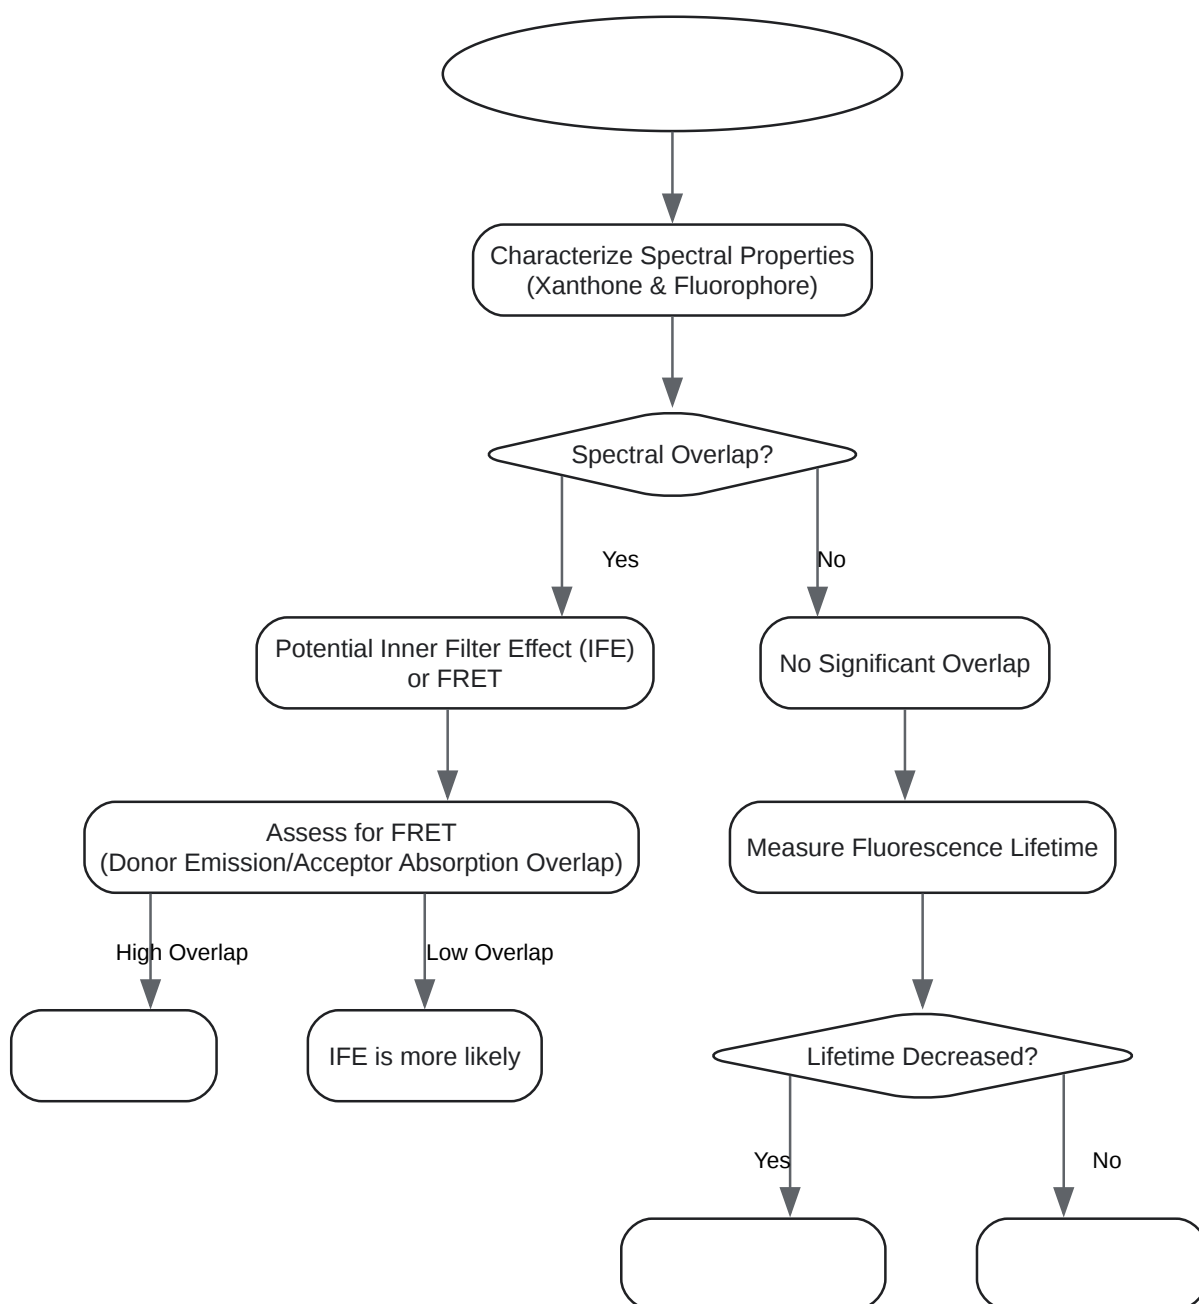 Characterize Spectral Properties
(Xanthone & Fluorophore)
Spectral Overlap?
Yes
No
Potential Inner Filter Effect (IFE)
or FRET
No Significant Overlap
Assess for FRET
(Donor Emission/Acceptor Absorption Overlap)
Measure Fluorescence Lifetime
High Overlap
Low Overlap
IFE is more likely
Lifetime Decreased?
Yes
No